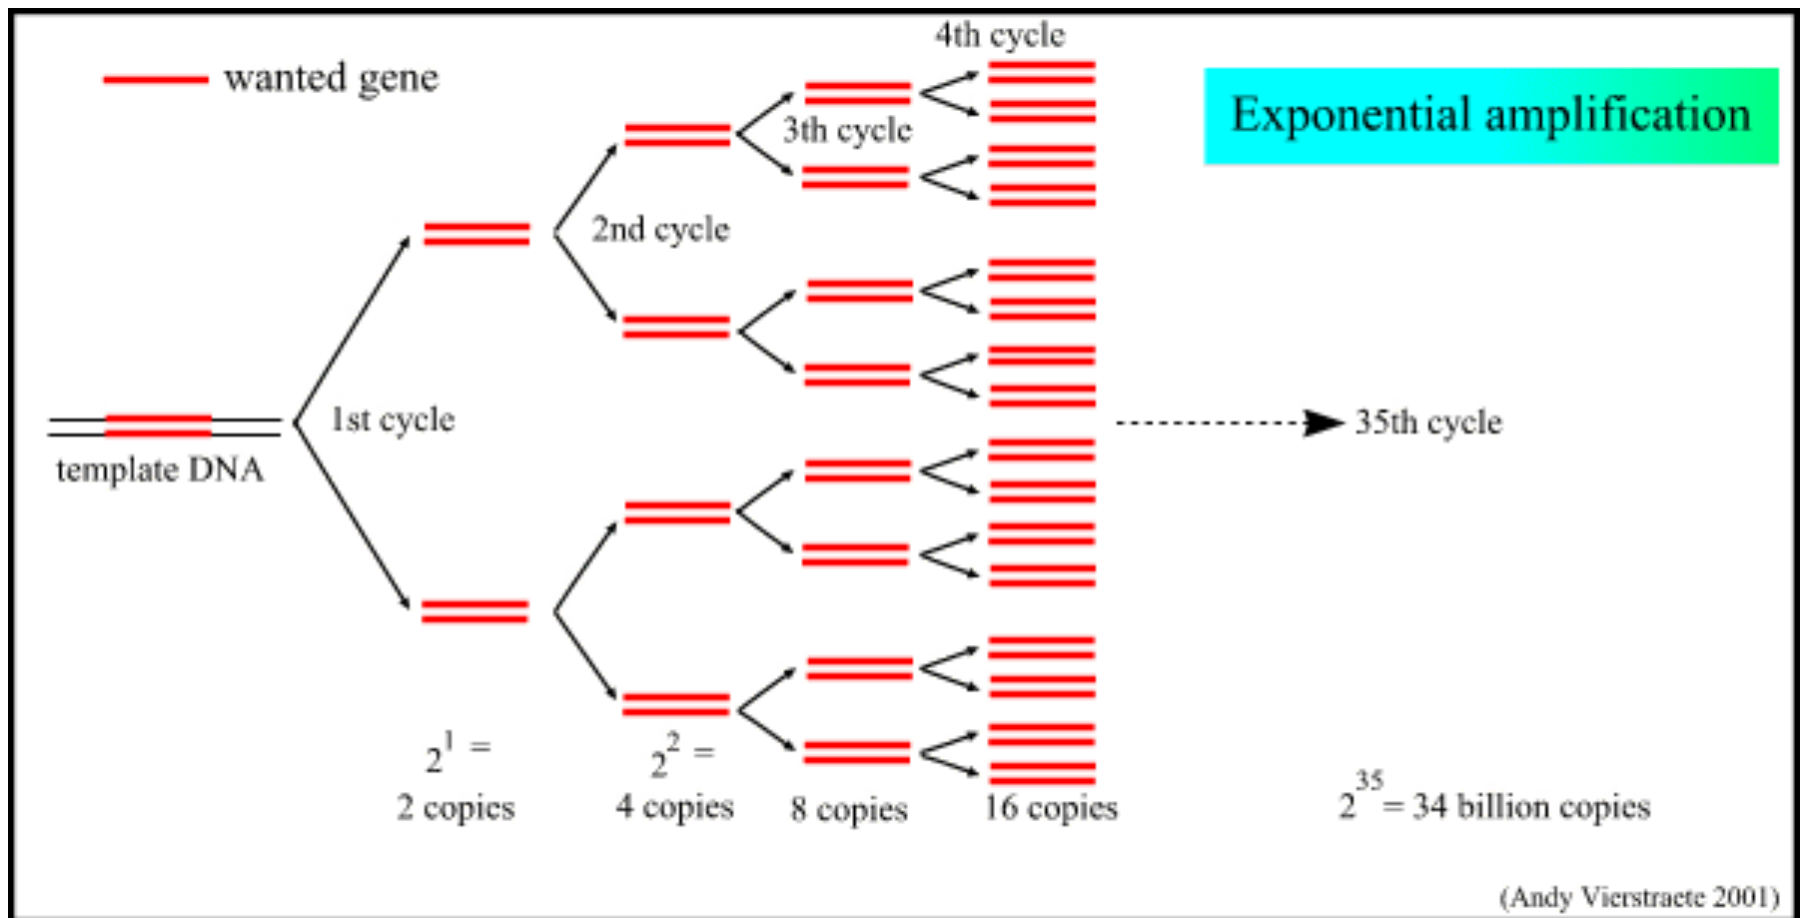 4th cycle
wanted gene
Exponential amplification
3th cycle
2nd cycle
1st cycle
35th cycle
template DNA
2^1 =
2 copies
2^2 =
4 copies
8 copies
16 copies
2^35 = 34 billion copies
(Andy Vierstraete 2001)